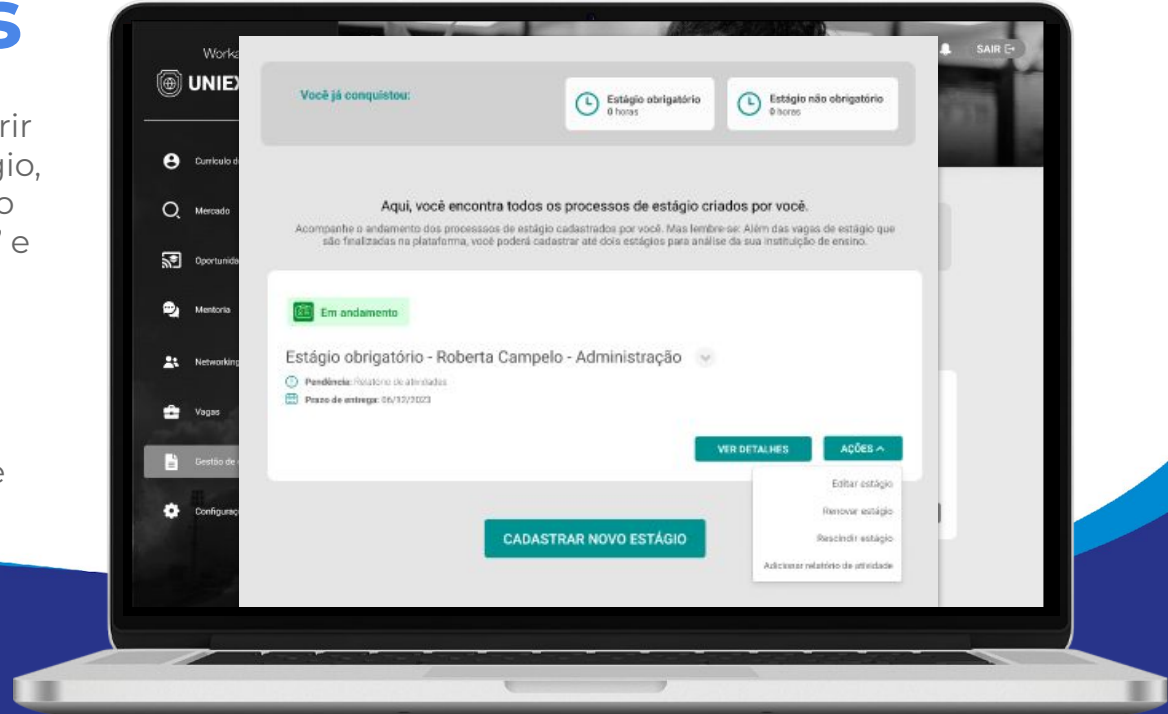 s
rir
gio,
o
" e
e
Worka
UNIEX
SAIR
Currículo d
Mercado
Oportunida
Mentoria
Networking
Vagas
Gestão de
Configuraç
Você já conquistou:
Estágio obrigatório
0 horas
Estágio não obrigatório
0 horas
Aqui, você encontra todos os processos de estágio criados por você.
Acompanhe o andamento dos processos de estágio cadastrados por você. Mas lembre-se: Além das vagas de estágio que
são finalizadas na plataforma, você poderá cadastrar até dois estágios para análise da sua instituição de ensino.
Em andamento
Estágio obrigatório - Roberta Campelo - Administração
Pendência: Relatório de atividades
Prazo de entrega: 06/12/2023
VER DETALHES
AÇÕES
Editar estágio
Renovar estágio
Rescindir estágio
Adicionar relatório de atividade
CADASTRAR NOVO ESTÁGIO